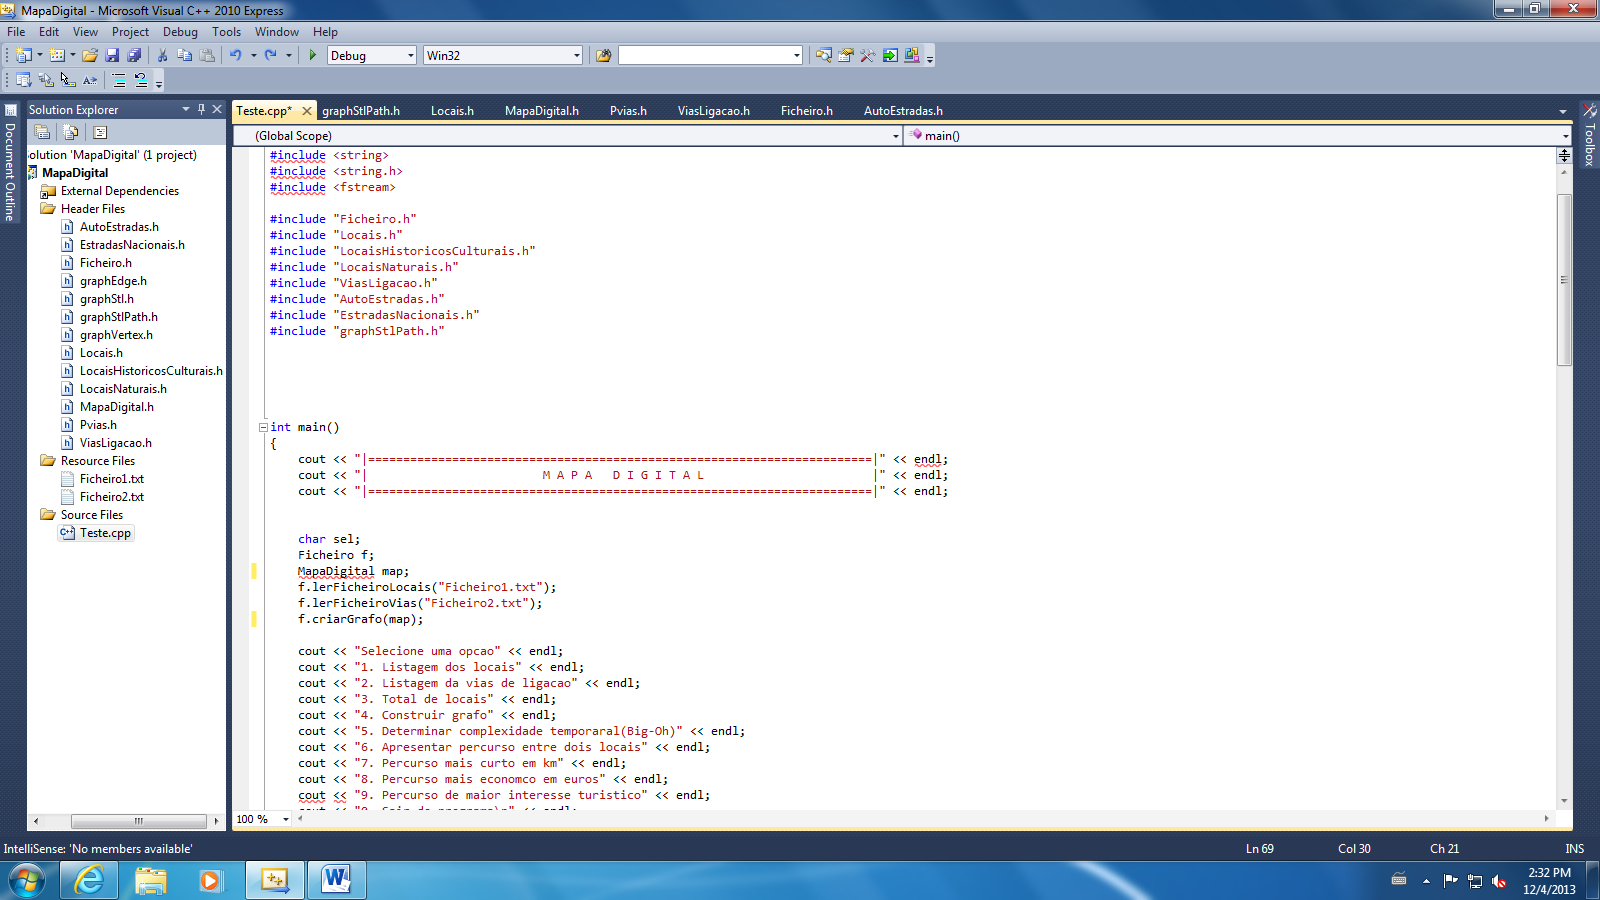 MapaDigital - Microsoft Visual C++ 2010 Express
File Edit View Project Debug Tools Window Help
Debug Win32
Solution Explorer
Teste.cpp* graphStlPath.h Locais.h MapaDigital.h Pvias.h ViasLigacao.h Ficheiro.h AutoEstradas.h
(Global Scope) main()
Document Outline
Toolbox
olution 'MapaDigital' (1 project)
MapaDigital
External Dependencies
Header Files
AutoEstradas.h
EstradasNacionais.h
Ficheiro.h
graphEdge.h
graphStl.h
graphStlPath.h
graphVertex.h
Locais.h
LocaisHistoricosCulturais.h
LocaisNaturais.h
MapaDigital.h
Pvias.h
ViasLigacao.h
Resource Files
Ficheiro1.txt
Ficheiro2.txt
Source Files
Teste.cpp
#include <string>
#include <string.h>
#include <fstream>
#include "Ficheiro.h"
#include "Locais.h"
#include "LocaisHistoricosCulturais.h"
#include "LocaisNaturais.h"
#include "ViasLigacao.h"
#include "AutoEstradas.h"
#include "EstradasNacionais.h"
#include "graphStlPath.h"
int main()
{
cout << "|========================================================================|" << endl;
cout << "|                         M A P A   D I G I T A L                        |" << endl;
cout << "|========================================================================|" << endl;
char sel;
Ficheiro f;
MapaDigital map;
f.lerFicheiroLocais("Ficheiro1.txt");
f.lerFicheiroVias("Ficheiro2.txt");
f.criarGrafo(map);
cout << "Selecione uma opcao" << endl;
cout << "1. Listagem dos locais" << endl;
cout << "2. Listagem da vias de ligacao" << endl;
cout << "3. Total de locais" << endl;
cout << "4. Construir grafo" << endl;
cout << "5. Determinar complexidade temporaral(Big-Oh)" << endl;
cout << "6. Apresentar percurso entre dois locais" << endl;
cout << "7. Percurso mais curto em km" << endl;
cout << "8. Percurso mais economco em euros" << endl;
cout << "9. Percurso de maior interesse turistico" << endl;
cout << "0. Sair do programa\n" << endl;
100 %
IntelliSense: 'No members available' Ln 69 Col 30 Ch 21 INS
2:32 PM
12/4/2013